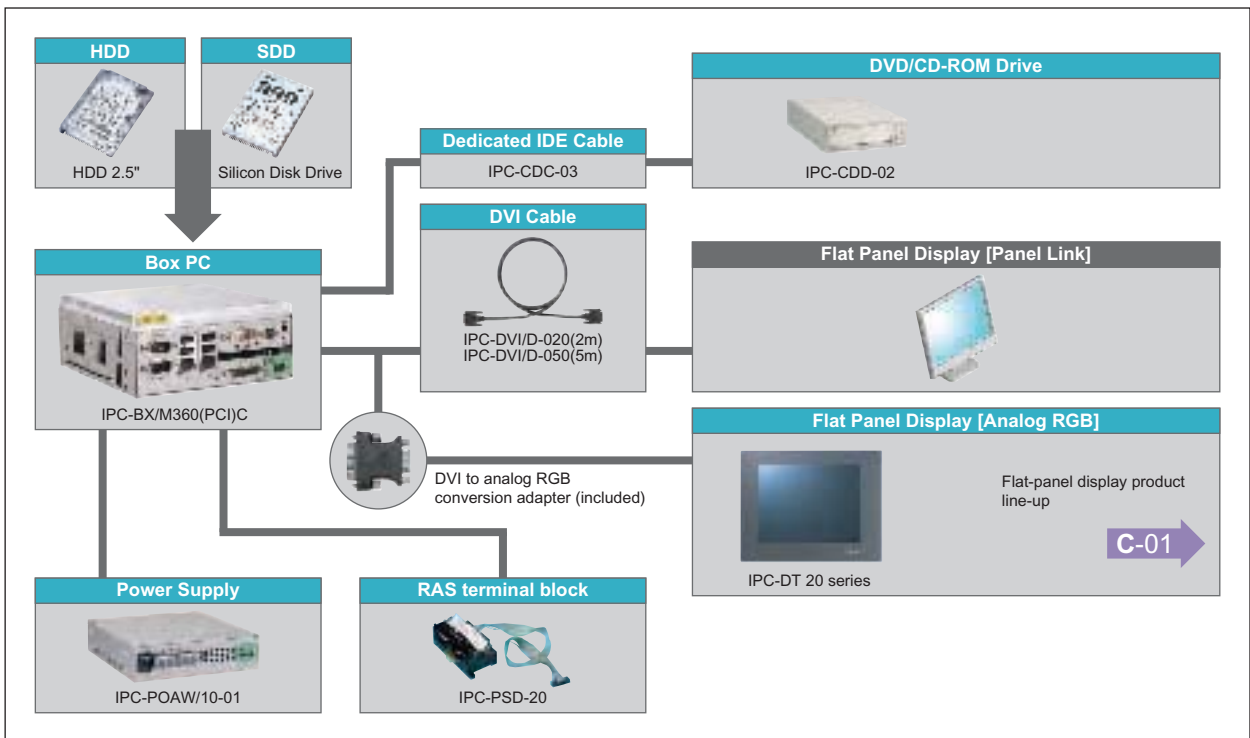 HDD
HDD 2.5"
SDD
Silicon Disk Drive
Dedicated IDE Cable
IPC-CDC-03
DVD/CD-ROM Drive
IPC-CDD-02
Box PC
IPC-BX/M360(PCI)C
DVI Cable
IPC-DVI/D-020(2m)
IPC-DVI/D-050(5m)
Flat Panel Display [Panel Link]
DVI to analog RGB
conversion adapter (included)
Flat Panel Display [Analog RGB]
IPC-DT 20 series
Flat-panel display product
line-up
C-01
Power Supply
IPC-POAW/10-01
RAS terminal block
IPC-PSD-20